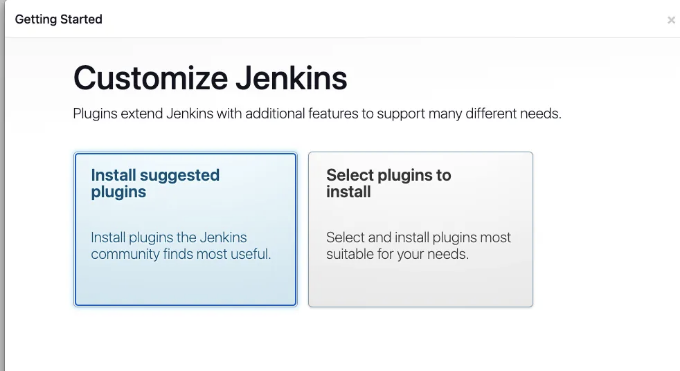 Getting Started
×
Customize Jenkins
Plugins extend Jenkins with additional features to support many different needs.
Install suggested
plugins
Install plugins the Jenkins
community finds most useful.
Select plugins to
install
Select and install plugins most
suitable for your needs.